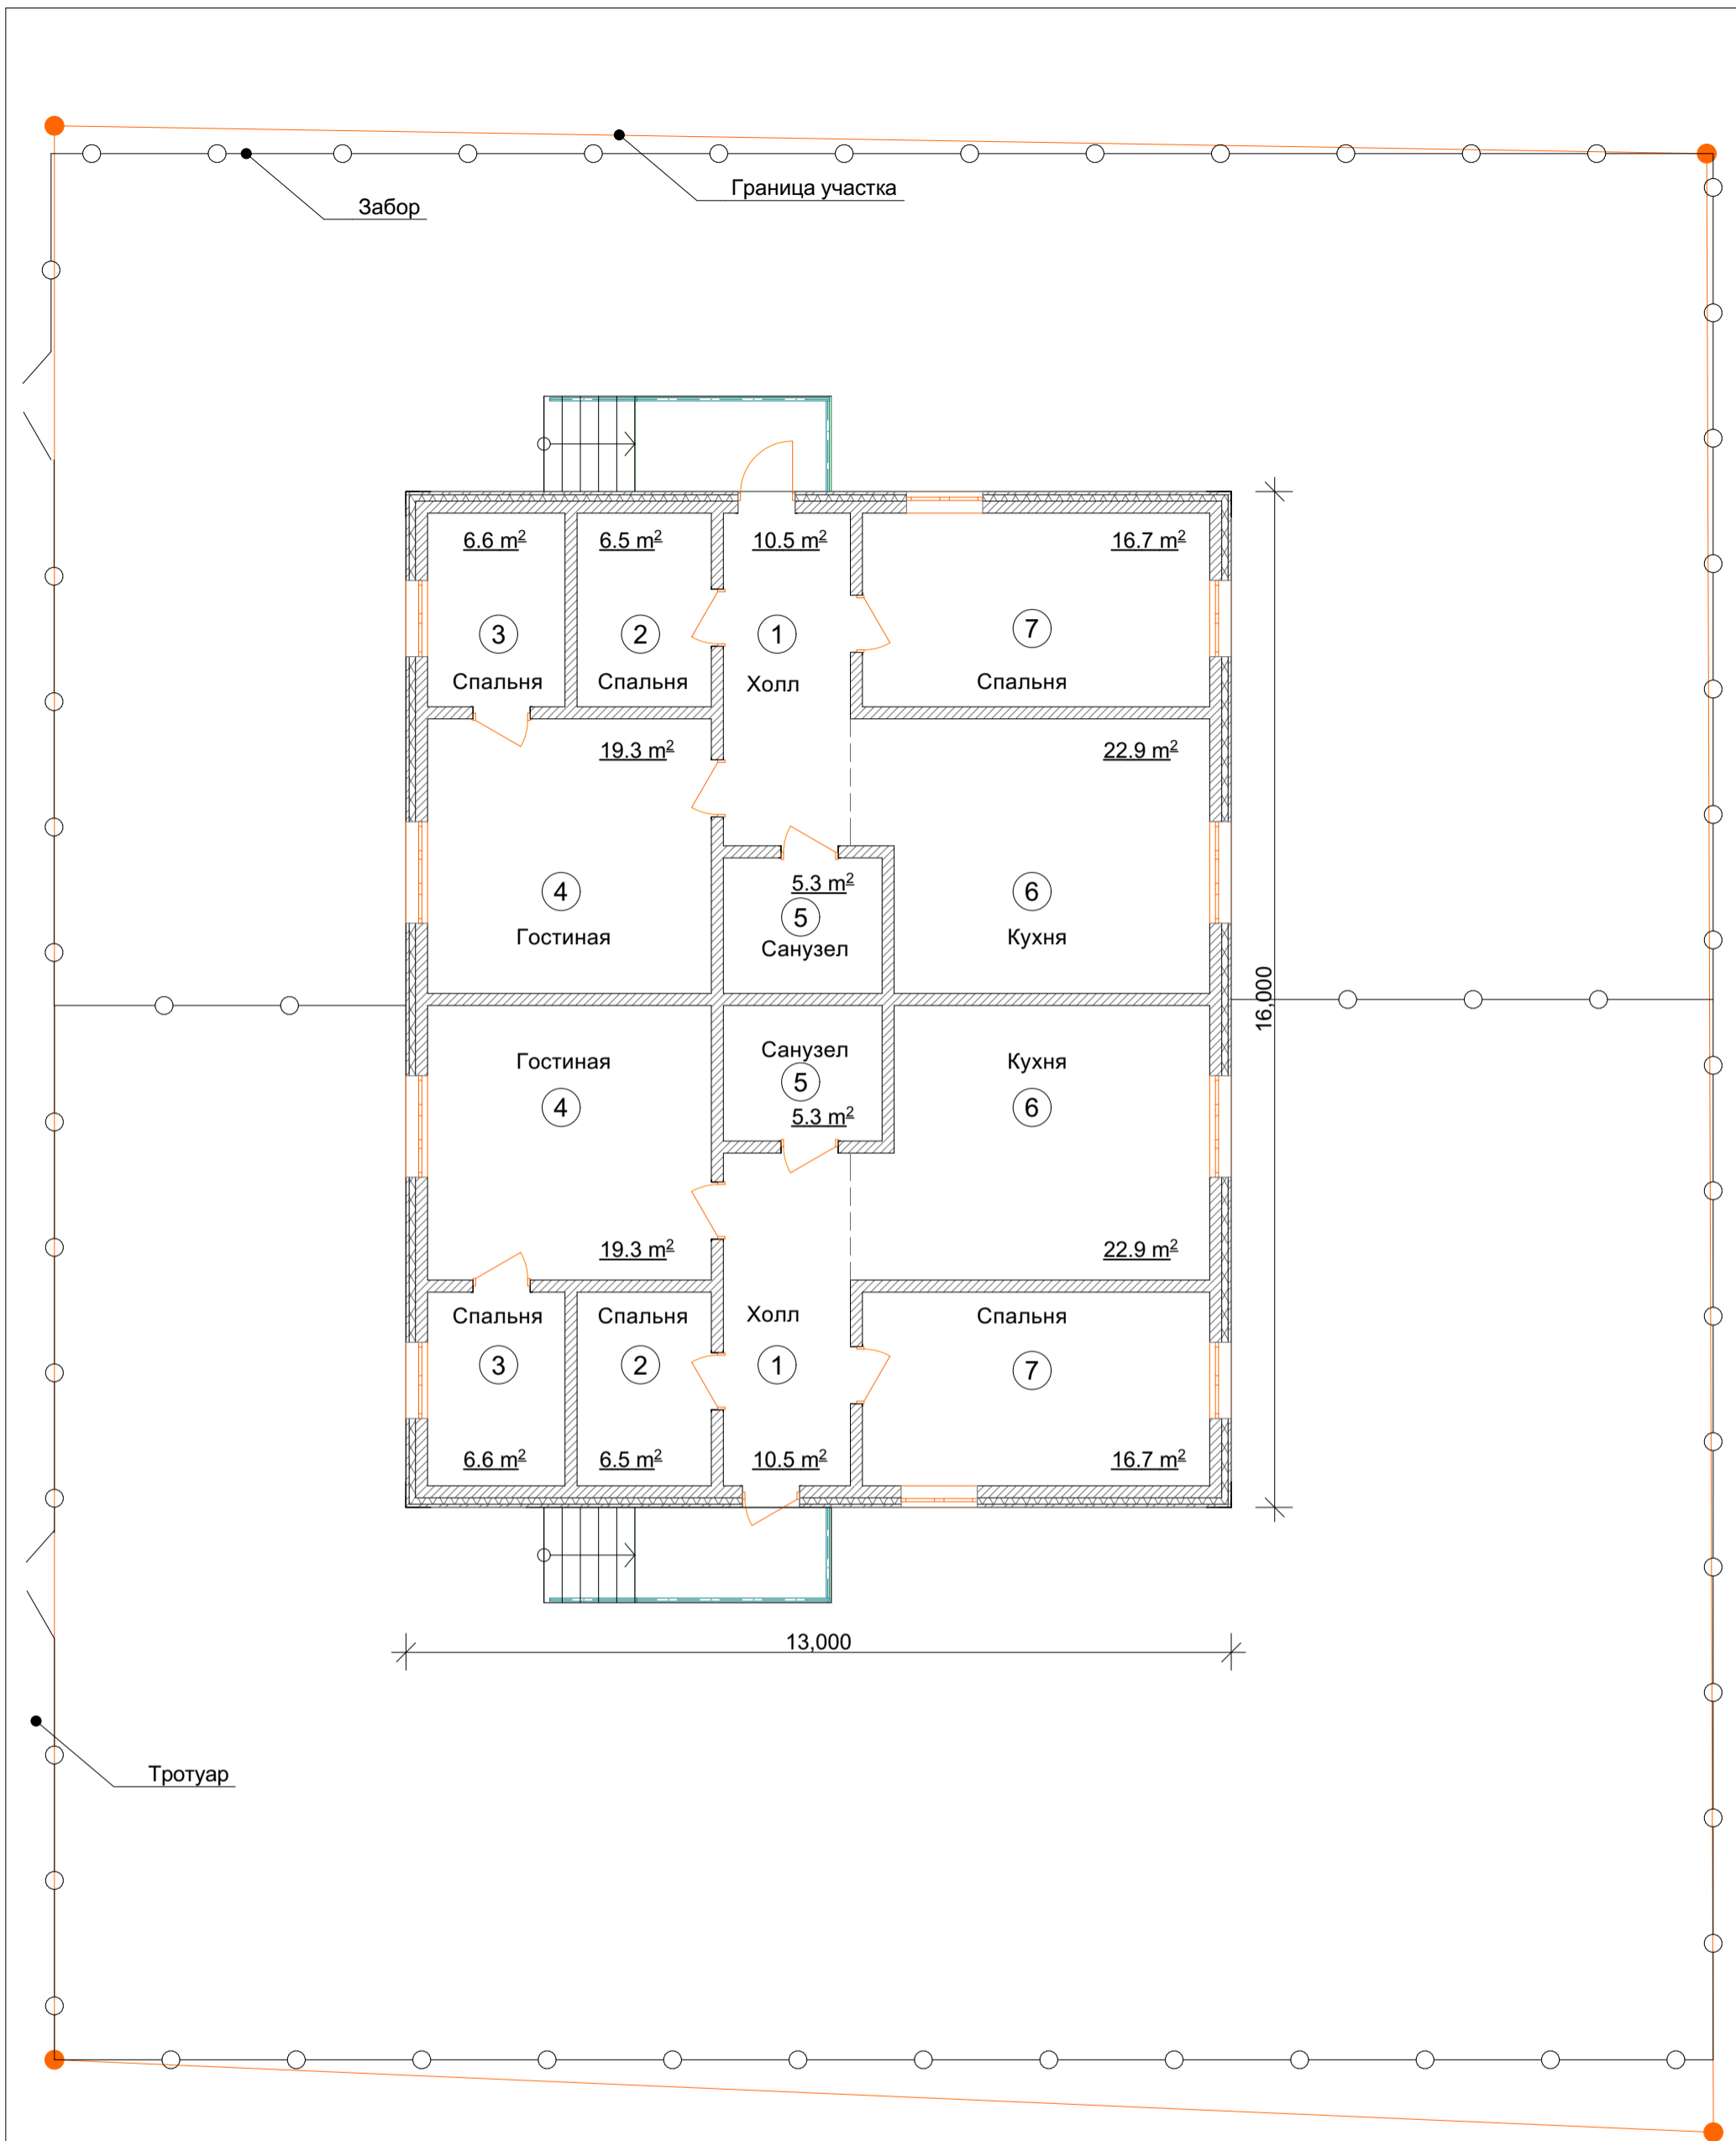 Граница участка
Забор
6.6 m²
6.5 m²
10.5 m²
16.7 m²
3
2
1
7
Спальня
Спальня
Холл
Спальня
19.3 m²
22.9 m²
4
5.3 m²
5
6
Гостиная
Санузел
Кухня
16,000
Гостиная
Санузел
Кухня
4
5
6
5.3 m²
19.3 m²
22.9 m²
Спальня
Спальня
Холл
Спальня
3
2
1
7
6.6 m²
6.5 m²
10.5 m²
16.7 m²
13,000
Тротуар